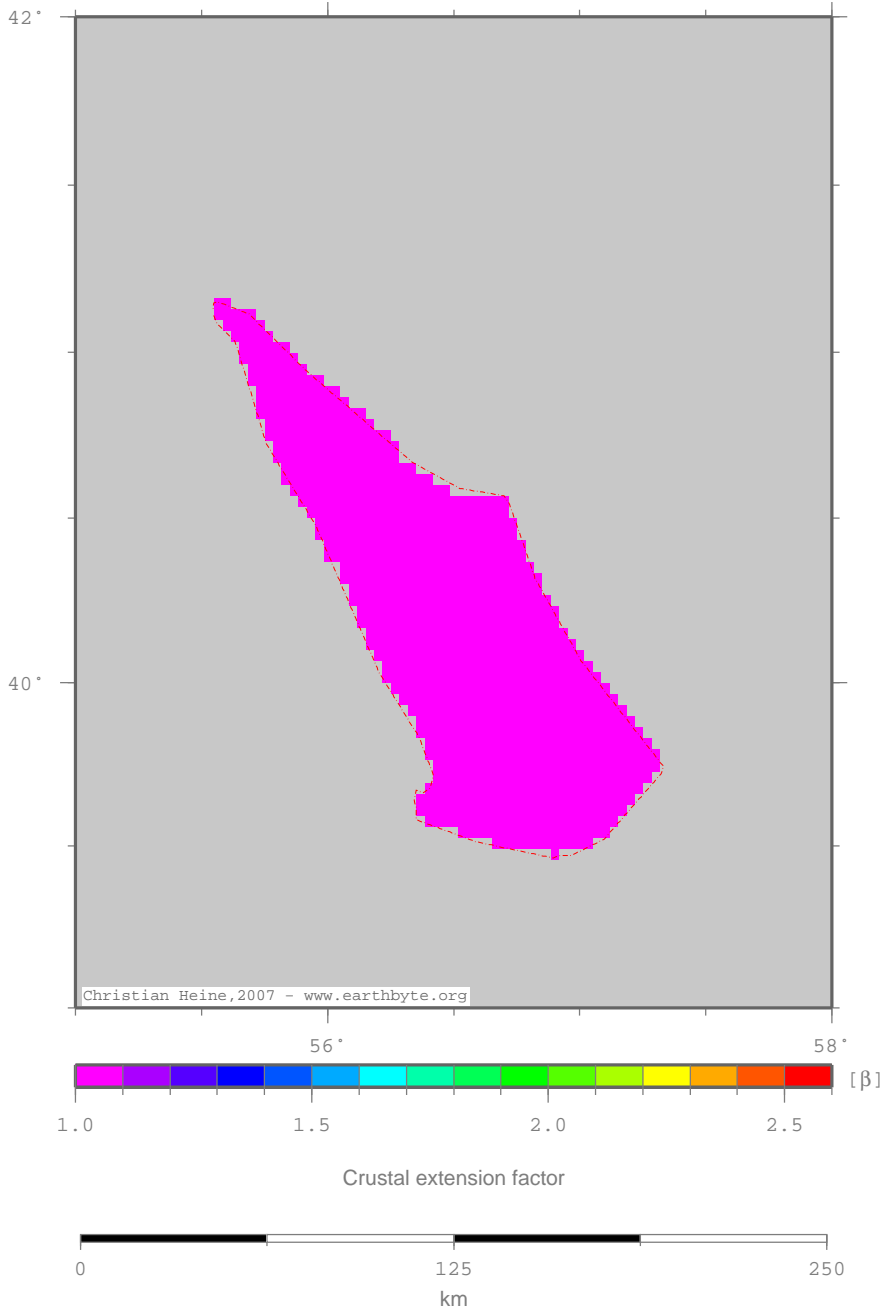 42°
40°
Christian Heine,2007 - www.earthbyte.org
56° 58°
[β]
1.0 1.5 2.0 2.5
Crustal extension factor
0 125 250
km